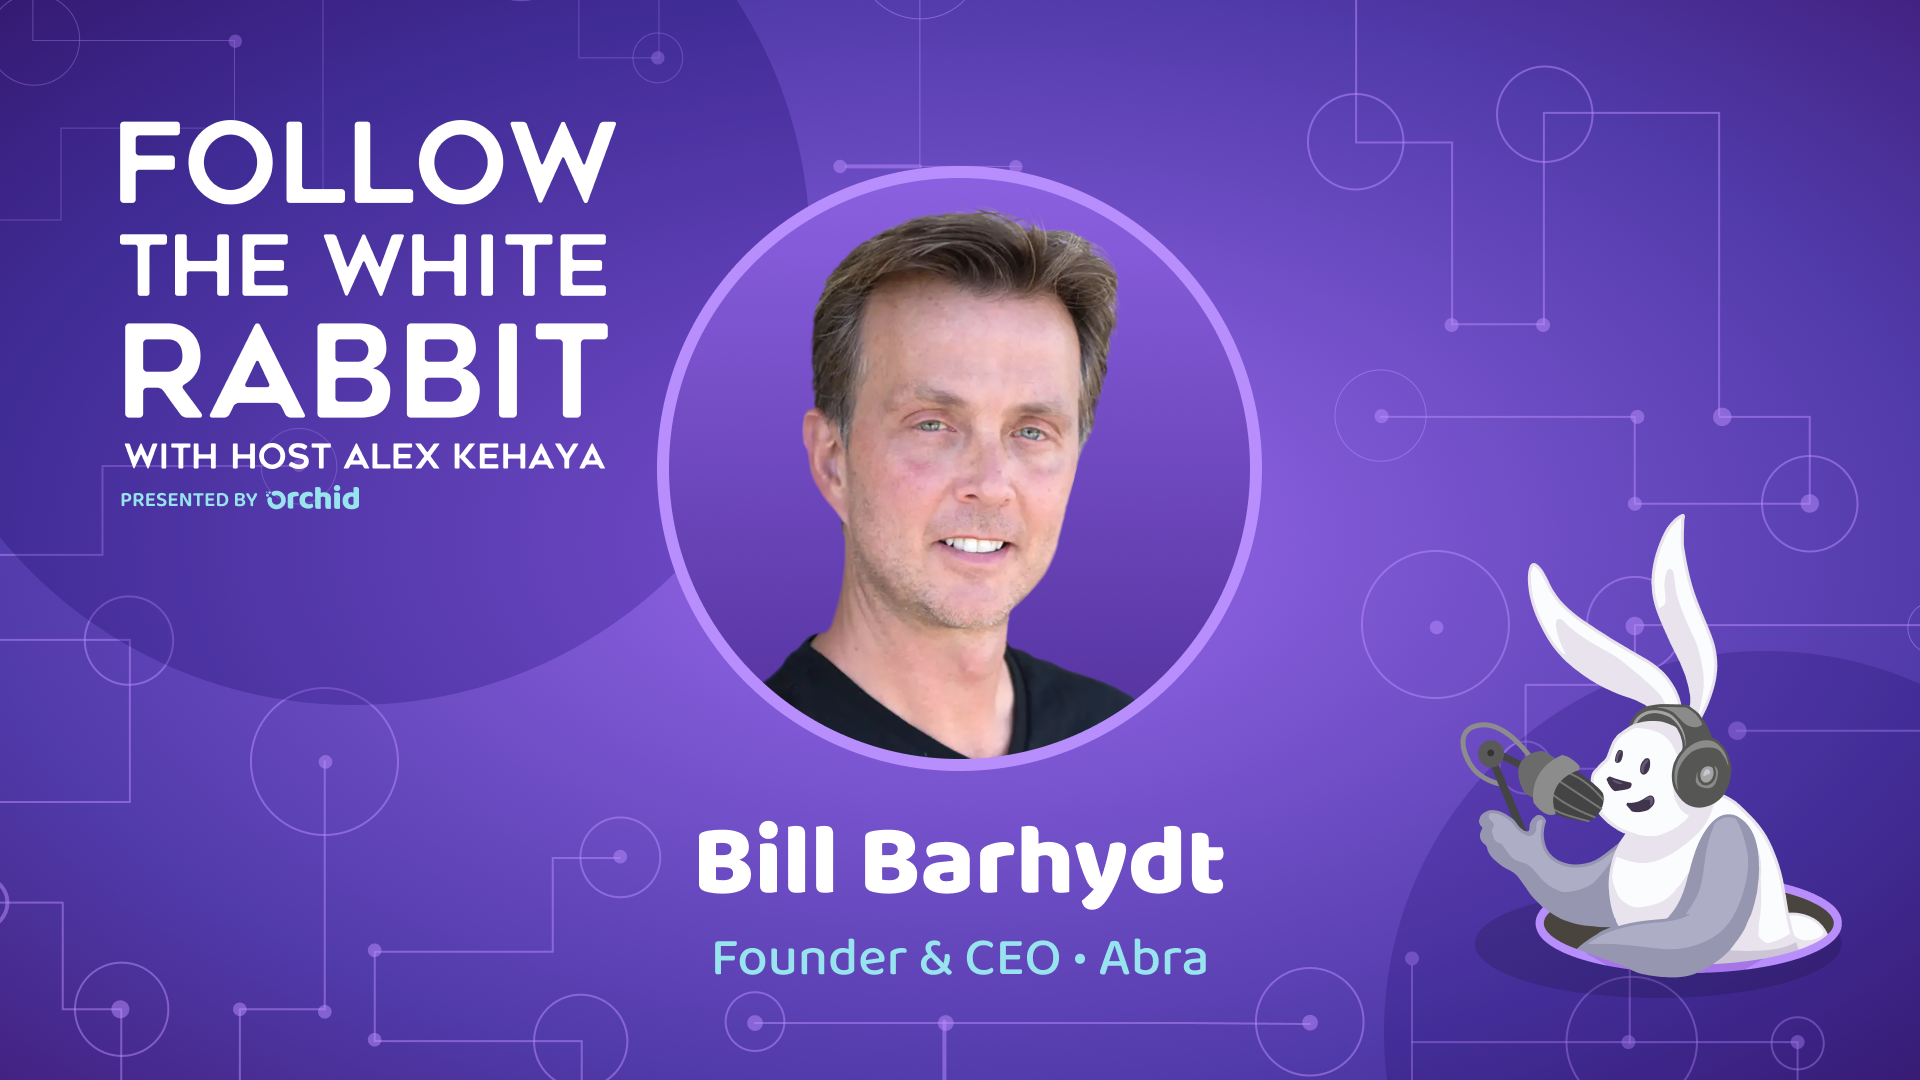 FOLLOW
THE WHITE
RABBIT
WITH HOST ALEX KEHAYA
PRESENTED BY orchid
Bill Barhydt
Founder & CEO • Abra